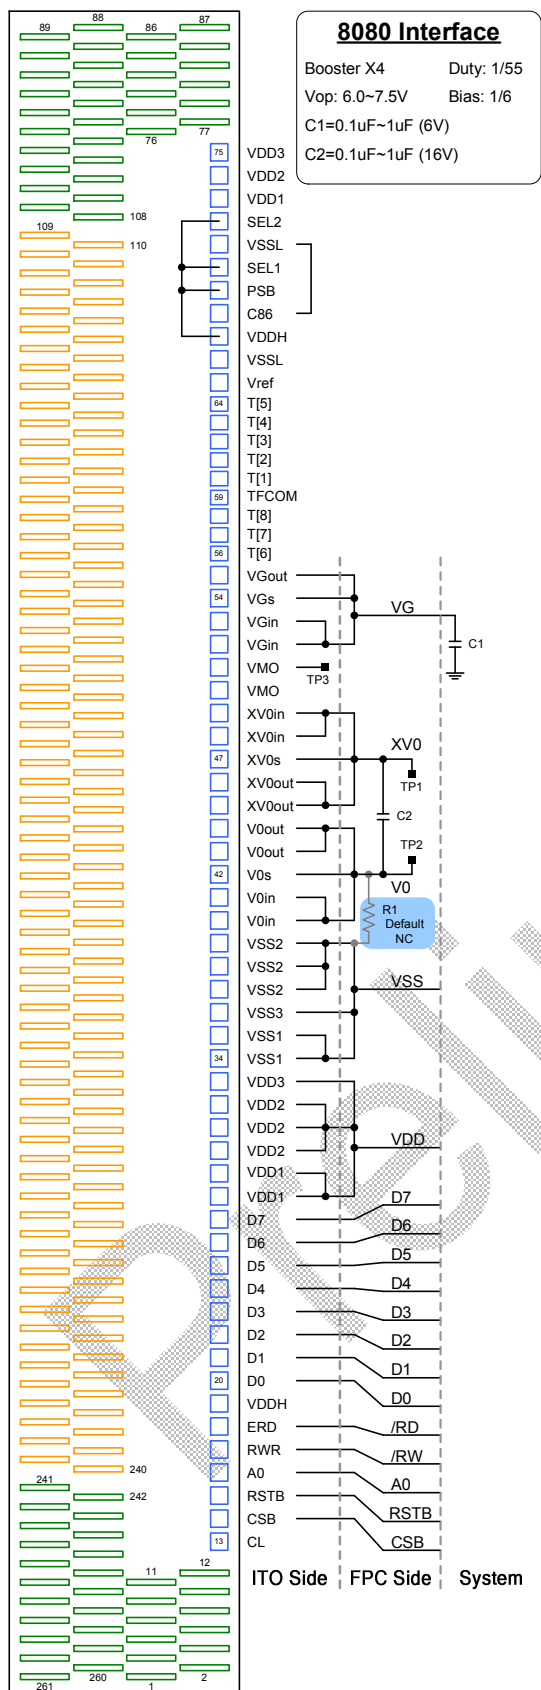 8080 Interface
Booster X4 Duty: 1/55
Vop: 6.0~7.5V Bias: 1/6
C1=0.1uF~1uF (6V)
C2=0.1uF~1uF (16V)
88 87
89 86
77
76
75 VDD3
VDD2
VDD1
108 SEL2
109
110 VSSL
SEL1
PSB
C86
VDDH
VSSL
Vref
64 T[5]
T[4]
T[3]
T[2]
T[1]
59 TFCOM
T[8]
T[7]
56 T[6]
VGout
54 VGs
VG
VGin
VGin C1
VMO
TP3
VMO
XV0in
XV0in
XV0
47 XV0s
XV0out TP1
XV0out
C2
V0out
V0out TP2
42 V0s
V0
V0in
R1
V0in Default
NC
VSS2
VSS2
VSS2 VSS
VSS3
VSS1
34 VSS1
VDD3
VDD2
VDD2
VDD
VDD2
VDD1
VDD1
D7
D7
D6
D6
D5
D5
D4
D4
D3
D3
D2
D2
D1
D1
20 D0
D0
VDDH
ERD /RD
RWR /RW
240 A0
241 A0
242 RSTB
RSTB
CSB
13 CL CSB
12
11 ITO Side FPC Side System
260 2
261 1
Preli